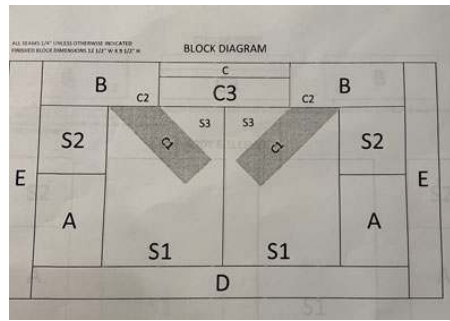 ALL SEAMS 1/4" UNLESS OTHERWISE INDICATED
FINISHED BLOCK DIMENSIONS 12 1/2" W X 9 1/2" H
BLOCK DIAGRAM
C
B C3 B
C2 C2
S3 S3
S2 C1 C1 S2
E E
A A
S1 S1
D